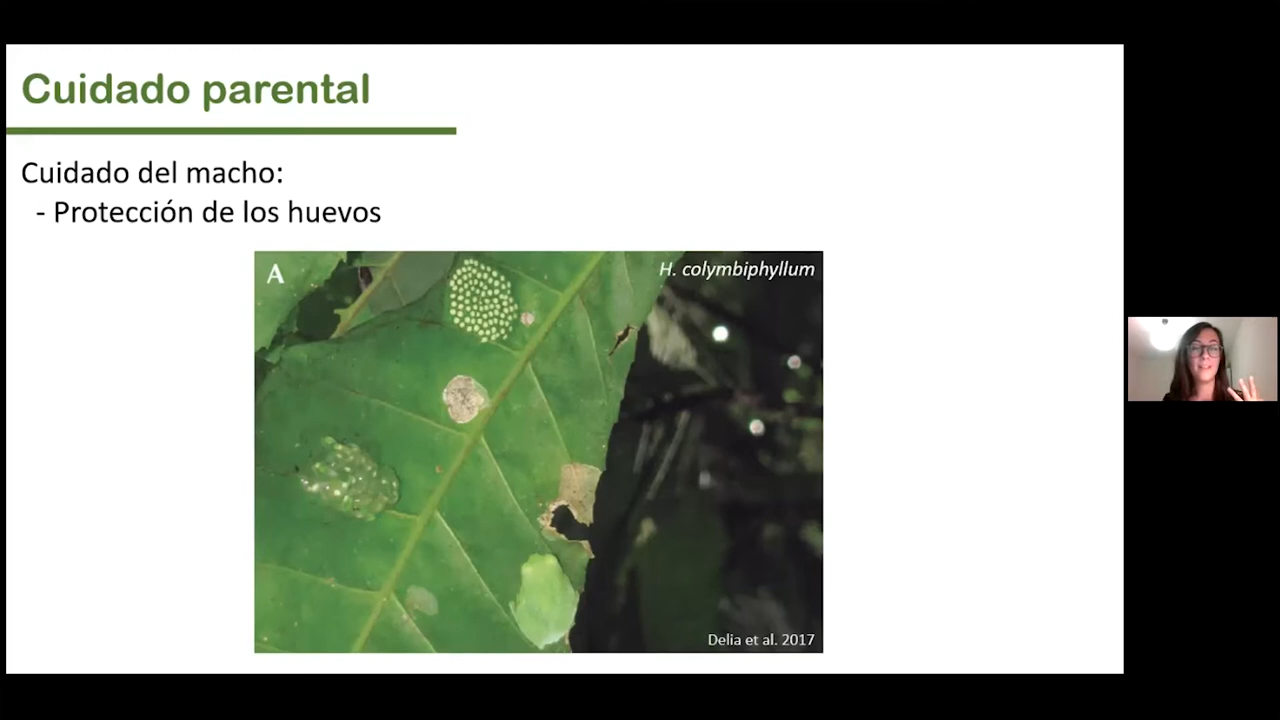 Cuidado parental
Cuidado del macho:
- Protección de los huevos
A
H. colymbiphyllum
Delia et al. 2017